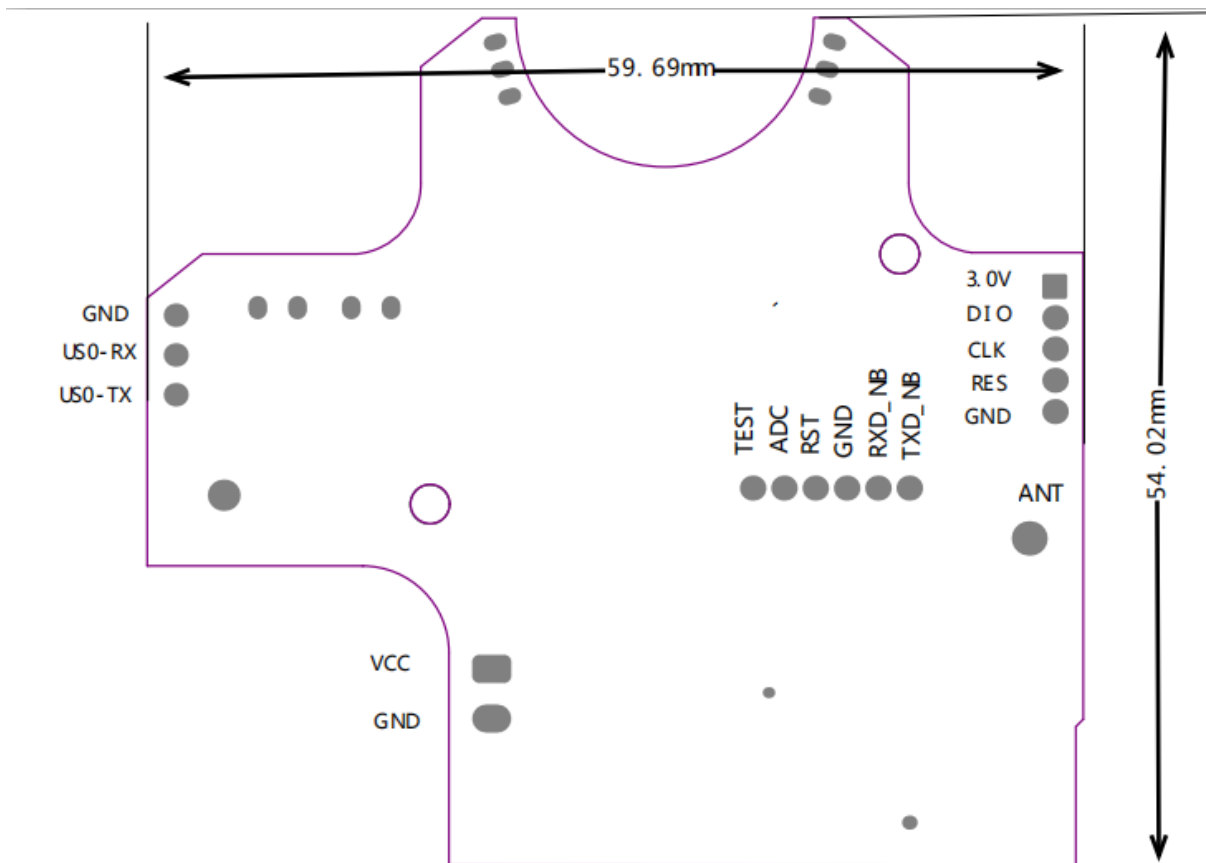 59.69mm
3.0V
GND
DIO
US0-RX
CLK
US0-TX
RES
GND
TEST
ADC
RST
GND
RXD_NB
TXD_NB
54.02mm
ANT
VCC
GND